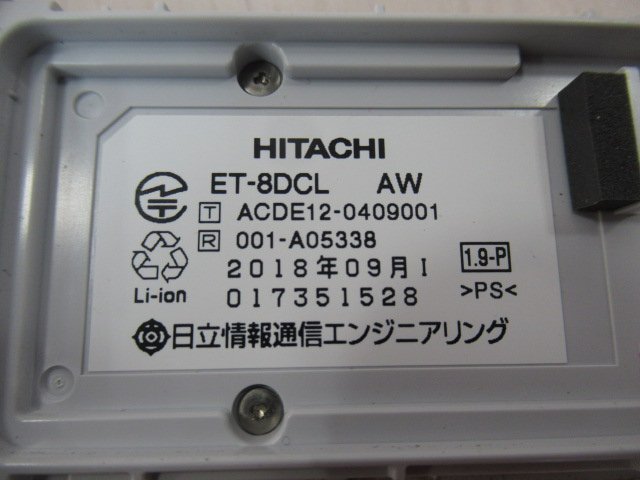 HITACHI
ET-8DCL AW
T ACDE12-0409001
R 001-A05338
2018年09月I
1.9-P
Li-ion
017351528
>PS<
日立情報通信エンジニアリング